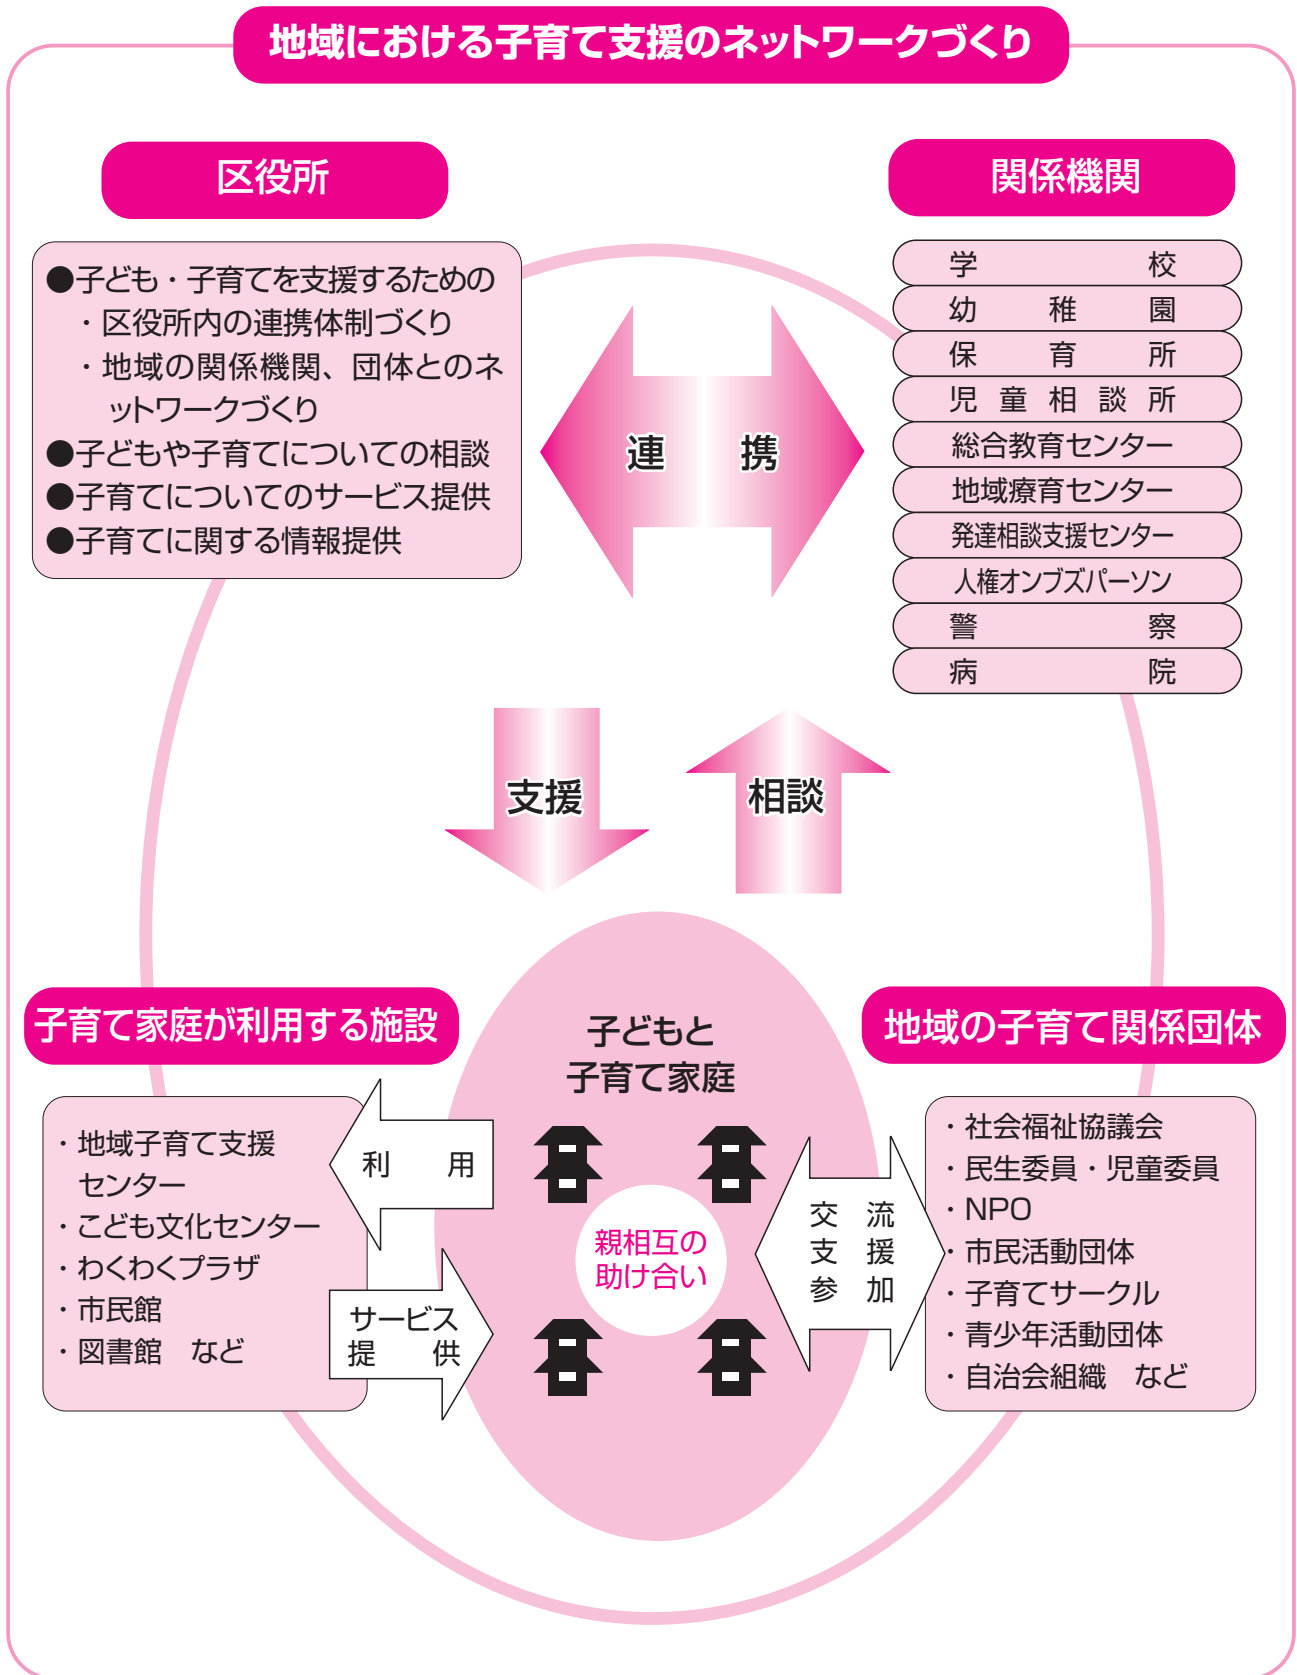 地域における子育て支援のネットワークづくり
区役所
●子ども・子育てを支援するための
・区役所内の連携体制づくり
・地域の関係機関、団体とのネ
ットワークづくり
●子どもや子育てについての相談
●子育てについてのサービス提供
●子育てに関する情報提供
連　携
関係機関
学校
幼稚園
保育所
児童相談所
総合教育センター
地域療育センター
発達相談支援センター
人権オンブズパーソン
警察
病院
支援
相談
子育て家庭が利用する施設
・地域子育て支援
センター
・こども文化センター
・わくわくプラザ
・市民館
・図書館　など
利　用
サービス
提　供
子どもと
子育て家庭
親相互の
助け合い
交　流
支　援
参　加
地域の子育て関係団体
・社会福祉協議会
・民生委員・児童委員
・NPO
・市民活動団体
・子育てサークル
・青少年活動団体
・自治会組織　など